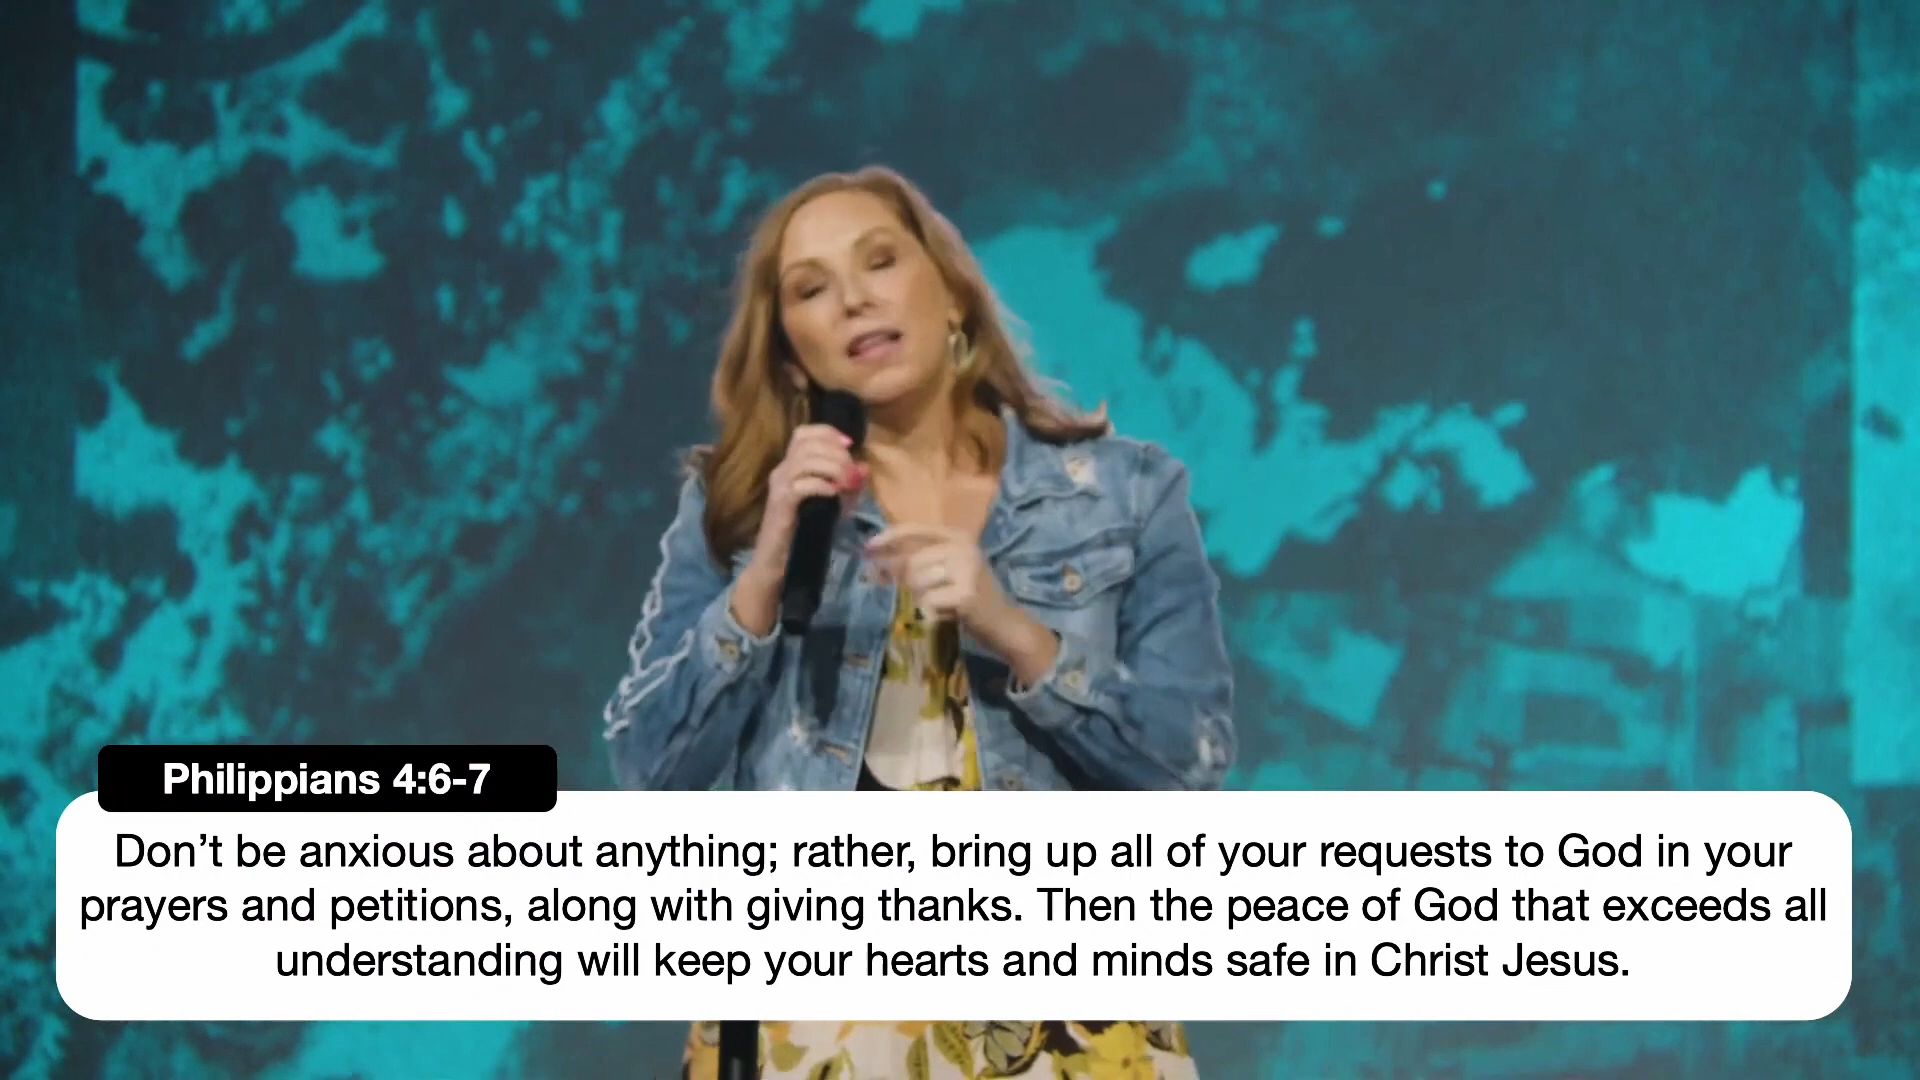 Philippians 4:6-7
Don’t be anxious about anything; rather, bring up all of your requests to God in your
prayers and petitions, along with giving thanks. Then the peace of God that exceeds all
understanding will keep your hearts and minds safe in Christ Jesus.